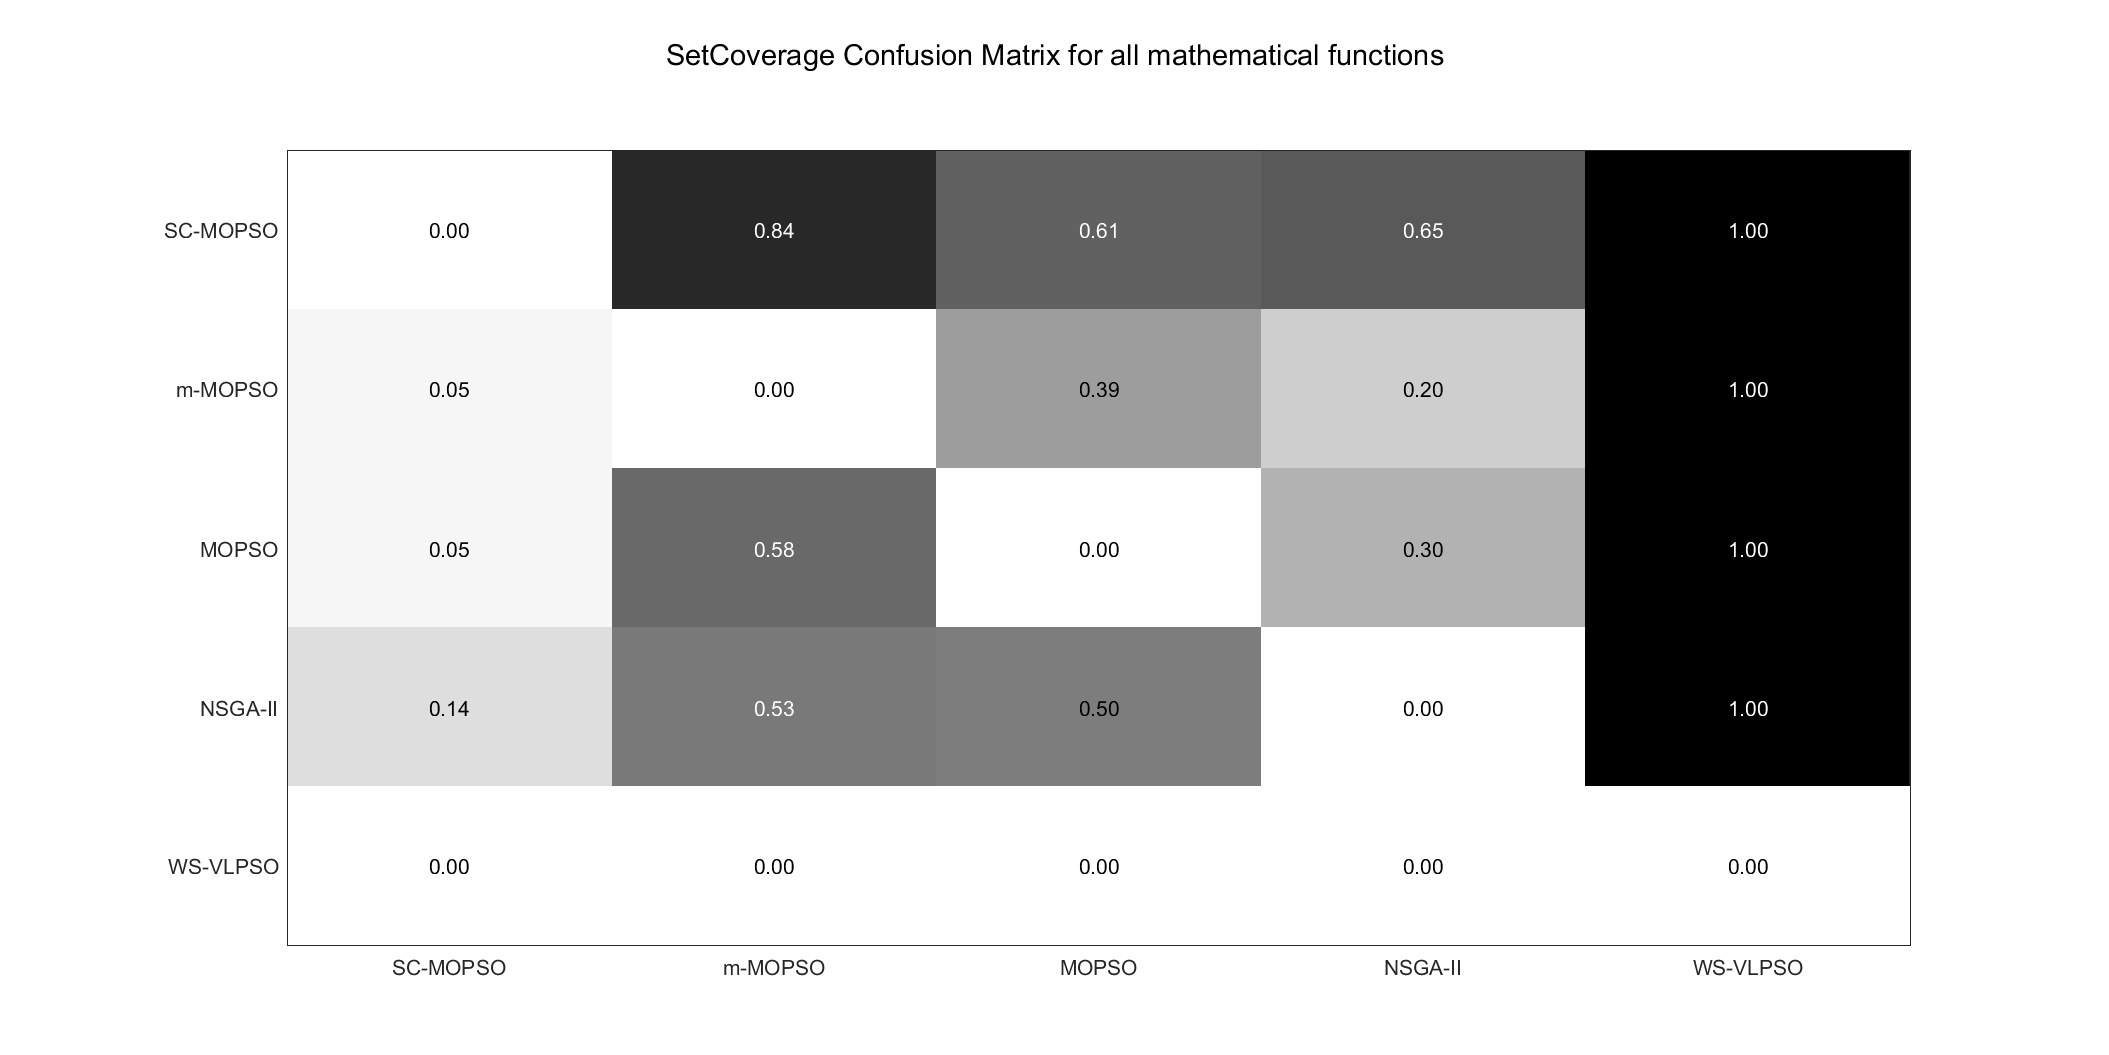 SetCoverage Confusion Matrix for all mathematical functions
SC-MOPSO 0.00 0.84 0.61 0.65 1.00
m-MOPSO 0.05 0.00 0.39 0.20 1.00
MOPSO 0.05 0.58 0.00 0.30 1.00
NSGA-II 0.14 0.53 0.50 0.00 1.00
WS-VLPSO 0.00 0.00 0.00 0.00 0.00
SC-MOPSO m-MOPSO MOPSO NSGA-II WS-VLPSO